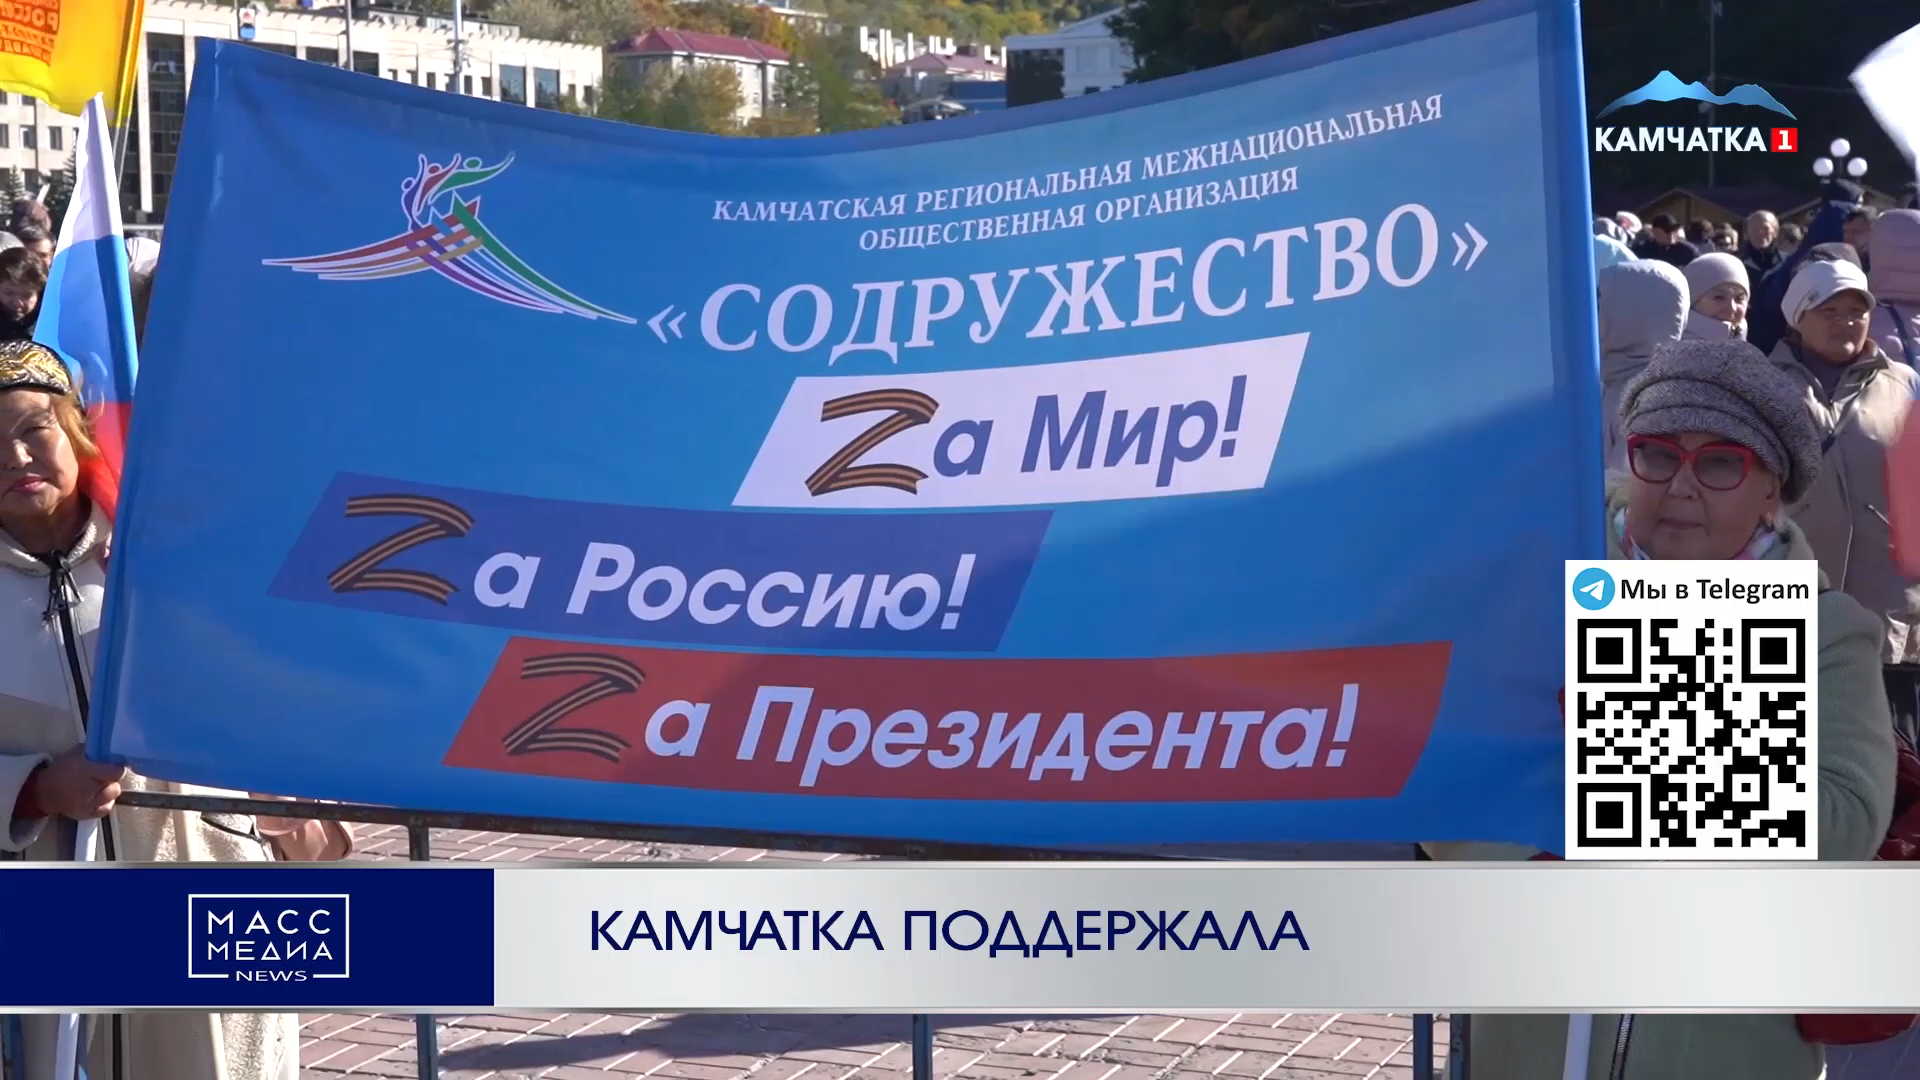 КАМЧАТКА 1
КАМЧАТСКАЯ РЕГИОНАЛЬНАЯ МЕЖНАЦИОНАЛЬНАЯ
ОБЩЕСТВЕННАЯ ОРГАНИЗАЦИЯ
«СОДРУЖЕСТВО»
Zа Мир!
Zа Россию!
Zа Президента!
Мы в Telegram
МАСС
МЕДИА
NEWS
КАМЧАТКА ПОДДЕРЖАЛА